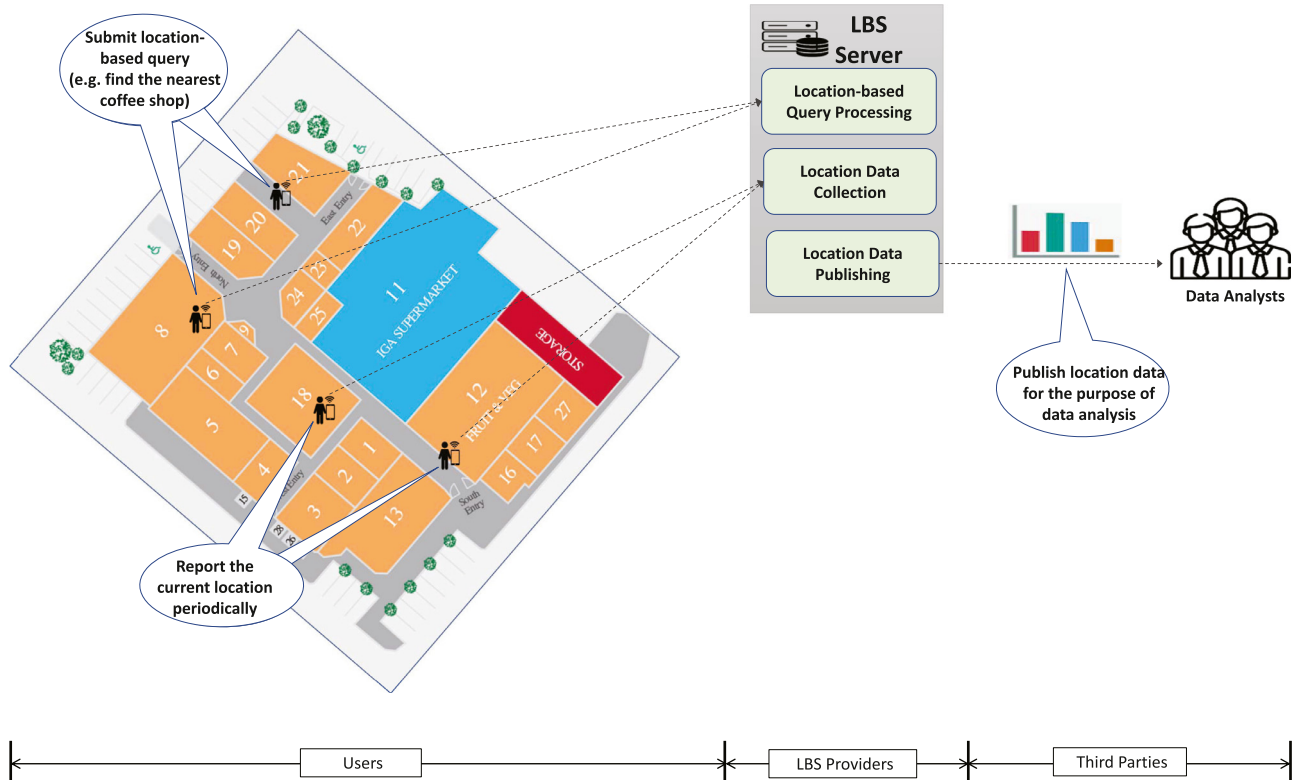 Submit location-
based query
(e.g. find the nearest
coffee shop)
LBS
Server
Location-based
Query Processing
Location Data
Collection
Location Data
Publishing
Data Analysts
Publish location data
for the purpose of
data analysis
21
20
19
East Entry
22
North Entry
23
24
25
11
IGA SUPERMARKET
8
9
7
6
5
18
STORAGE
12
FRUIT & VEG
27
17
16
1
2
3
4
15
13
Entry
South
Entry
26
Report the
current location
periodically
Users
LBS Providers
Third Parties